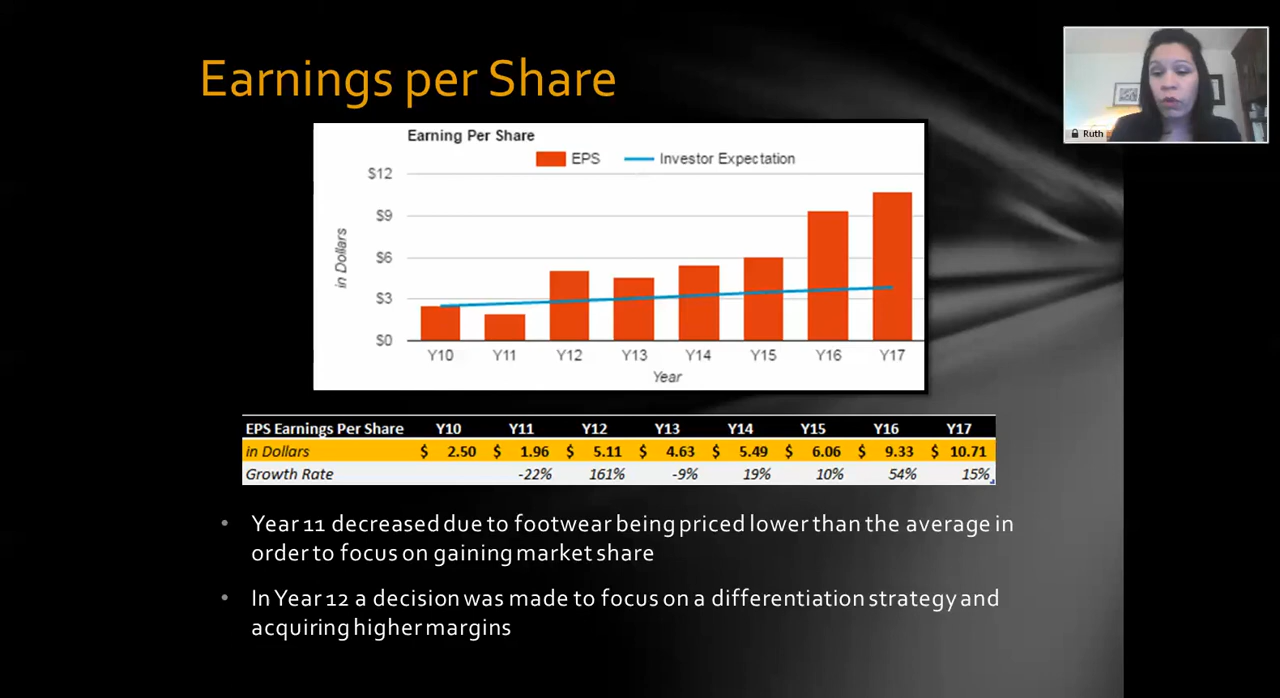 Earnings per Share
Ruth
Earning Per Share
EPS Investor Expectation
$12
$9
$6
$3
$0
in Dollars
Y10 Y11 Y12 Y13 Y14 Y15 Y16 Y17
Year
EPS Earnings Per Share Y10 Y11 Y12 Y13 Y14 Y15 Y16 Y17
in Dollars $ 2.50 $ 1.96 $ 5.11 $ 4.63 $ 5.49 $ 6.06 $ 9.33 $ 10.71
Growth Rate -22% 161% -9% 19% 10% 54% 15%
• Year 11 decreased due to footwear being priced lower than the average in
order to focus on gaining market share
• In Year 12 a decision was made to focus on a differentiation strategy and
acquiring higher margins